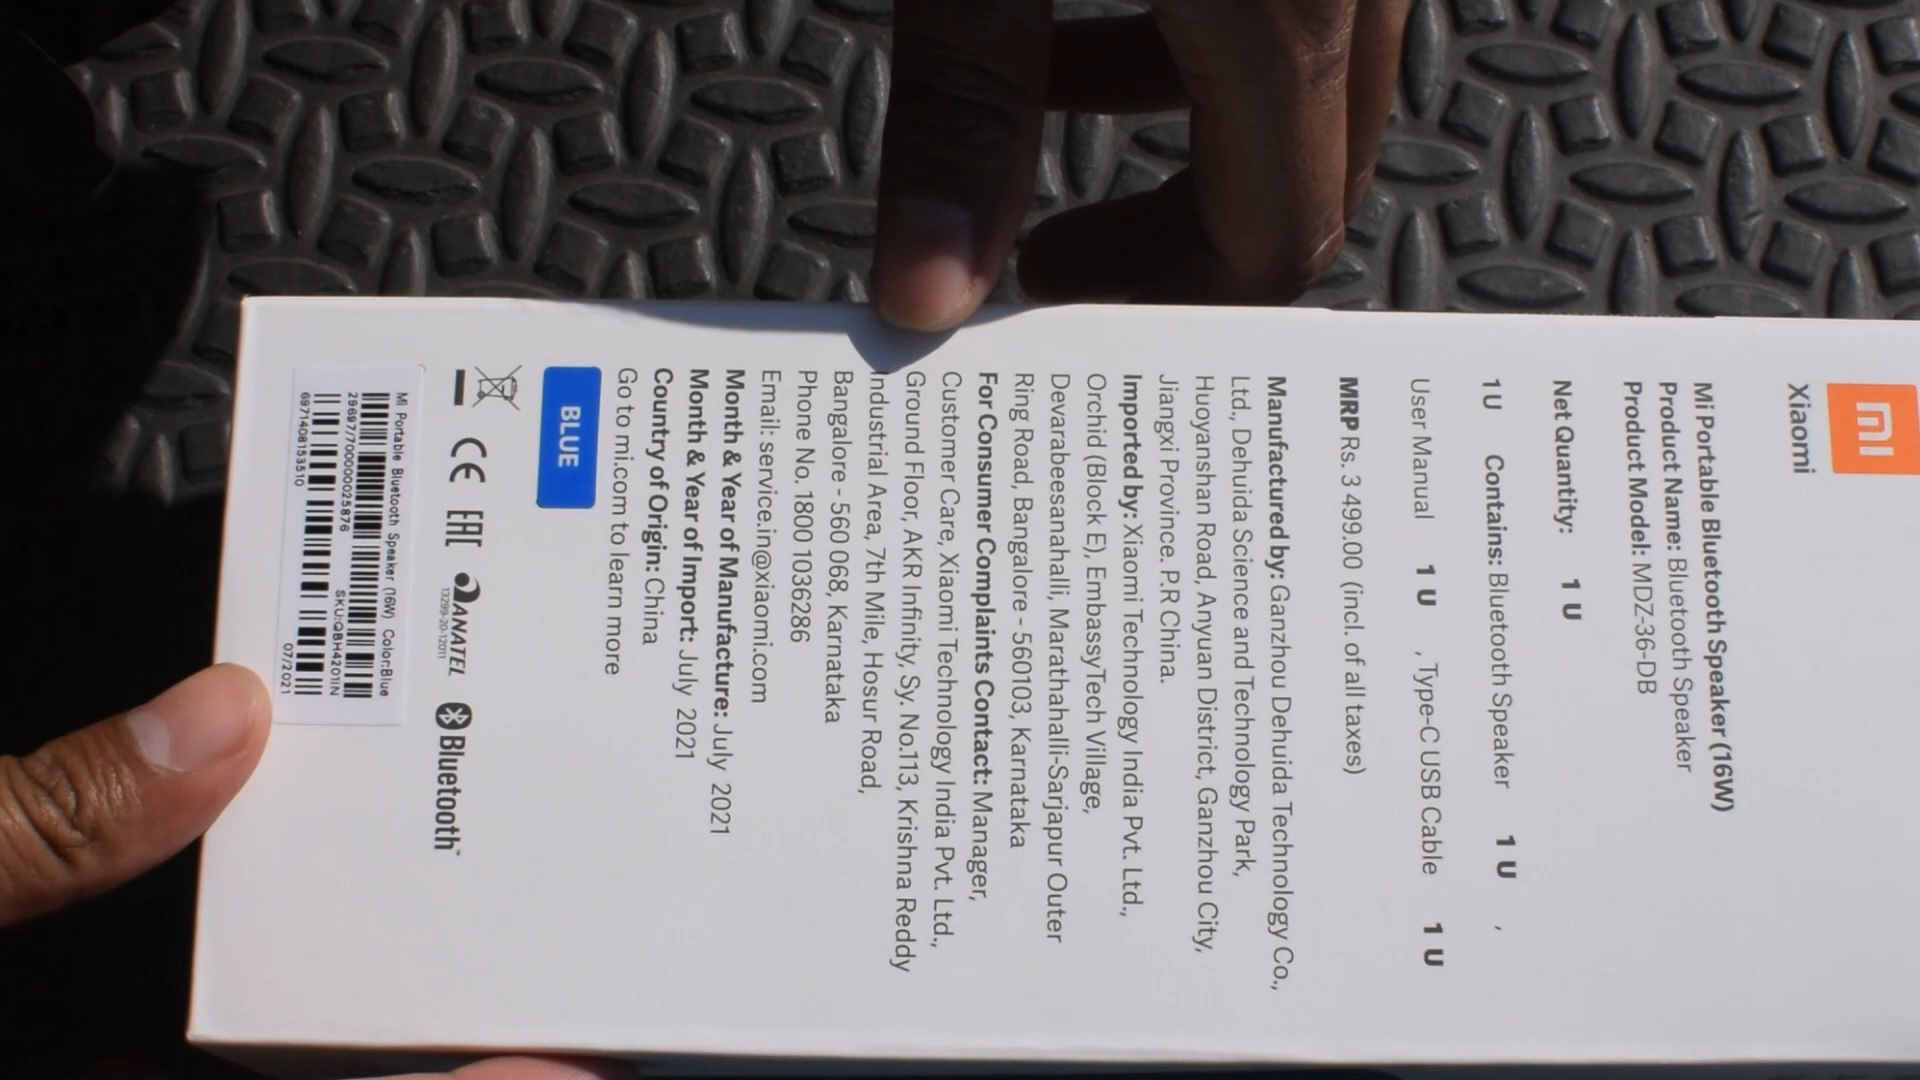 mi
Xiaomi
Mi Portable Bluetooth Speaker (16W)
Product Name: Bluetooth Speaker
Product Model: MDZ-36-DB
Net Quantity: 1 U
1 U Contains: Bluetooth Speaker 1 U ,
User Manual 1 U , Type-C USB Cable 1 U
MRP Rs. 3 499.00 (incl. of all taxes)
Manufactured by: Ganzhou Dehuida Technology Co.,
Ltd., Dehuida Science and Technology Park,
Huoyanshan Road, Anyuan District, Ganzhou City,
Jiangxi Province. P.R China.
Imported by: Xiaomi Technology India Pvt. Ltd.,
Orchid (Block E), EmbassyTech Village,
Devarabeesanahalli, Marathahalli-Sarjapur Outer
Ring Road, Bangalore - 560103, Karnataka
For Consumer Complaints Contact: Manager,
Customer Care, Xiaomi Technology India Pvt. Ltd.,
Ground Floor, AKR Infinity. Sy. No.113, Krishna Reddy
Industrial Area, 7th Mile, Hosur Road,
Bangalore - 560 068, Karnataka
Phone No. 1800 1036286
Email: service.in@xiaomi.com
Month & Year of Manufacture: July 2021
Month & Year of Import: July 2021
Country of Origin: China
Go to mi.com to learn more
BLUE
CE EAC ANATEL Bluetooth™
13299-20-12011
Mi Portable Bluetooth Speaker (16W) Color:Blue
29697/700000025876 SKU:QBH4201IN
6971408153510 07/2021